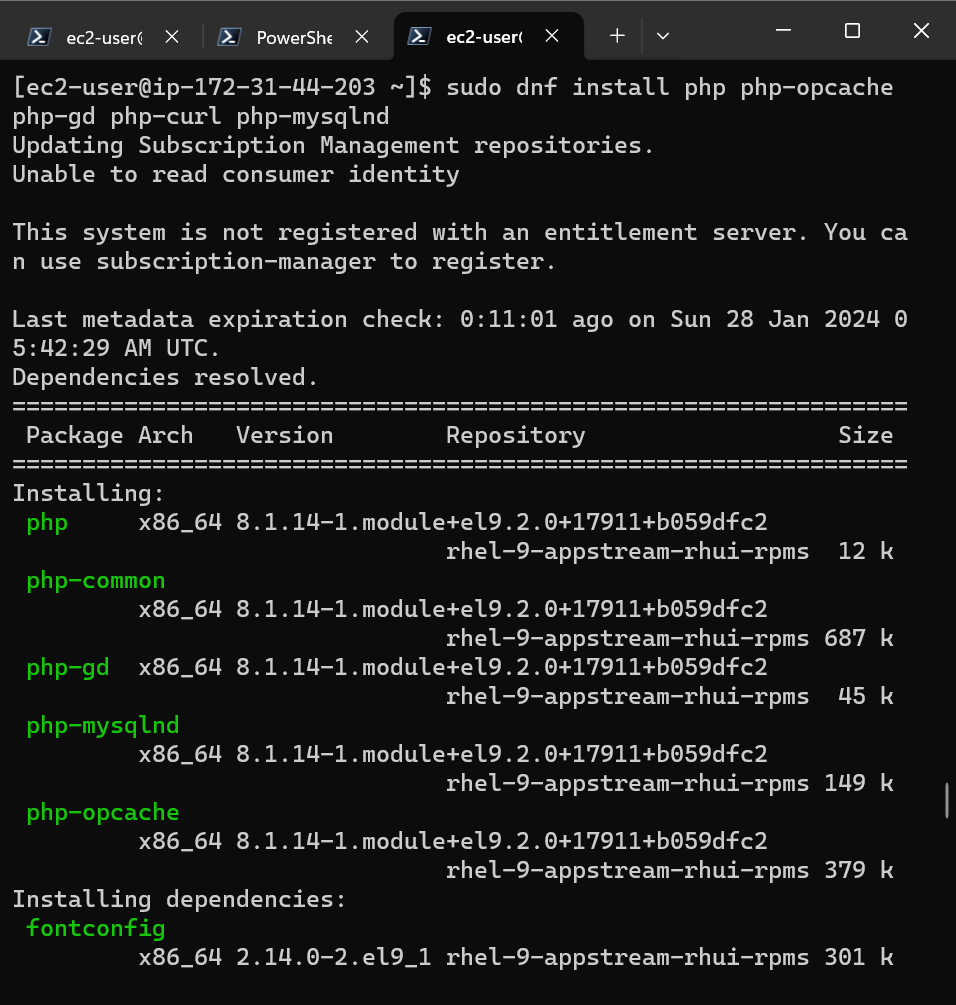 ec2-user@ PowerShe ec2-user@
[ec2-user@ip-172-31-44-203 ~]$ sudo dnf install php php-opcache
php-gd php-curl php-mysqlnd
Updating Subscription Management repositories.
Unable to read consumer identity
This system is not registered with an entitlement server. You ca
n use subscription-manager to register.
Last metadata expiration check: 0:11:01 ago on Sun 28 Jan 2024 0
5:42:29 AM UTC.
Dependencies resolved.
================================================================
Package Arch Version Repository Size
================================================================
Installing:
php x86_64 8.1.14-1.module+el9.2.0+17911+b059dfc2
rhel-9-appstream-rhui-rpms 12 k
php-common
x86_64 8.1.14-1.module+el9.2.0+17911+b059dfc2
rhel-9-appstream-rhui-rpms 687 k
php-gd x86_64 8.1.14-1.module+el9.2.0+17911+b059dfc2
rhel-9-appstream-rhui-rpms 45 k
php-mysqlnd
x86_64 8.1.14-1.module+el9.2.0+17911+b059dfc2
rhel-9-appstream-rhui-rpms 149 k
php-opcache
x86_64 8.1.14-1.module+el9.2.0+17911+b059dfc2
rhel-9-appstream-rhui-rpms 379 k
Installing dependencies:
fontconfig
x86_64 2.14.0-2.el9_1 rhel-9-appstream-rhui-rpms 301 k